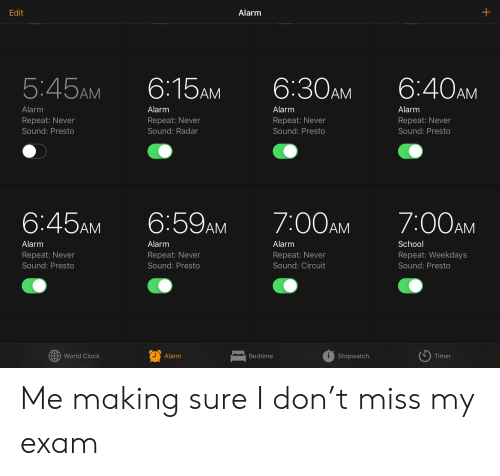 Edit Alarm +
5:45AM 6:15AM 6:30AM 6:40AM
Alarm Alarm Alarm Alarm
Repeat: Never Repeat: Never Repeat: Never Repeat: Never
Sound: Presto Sound: Radar Sound: Presto Sound: Presto
6:45AM 6:59AM 7:00AM 7:00AM
Alarm Alarm Alarm School
Repeat: Never Repeat: Never Repeat: Never Repeat: Weekdays
Sound: Presto Sound: Presto Sound: Circuit Sound: Presto
World Clock Alarm Bedtime Stopwatch Timer
Me making sure I don’t miss my
exam